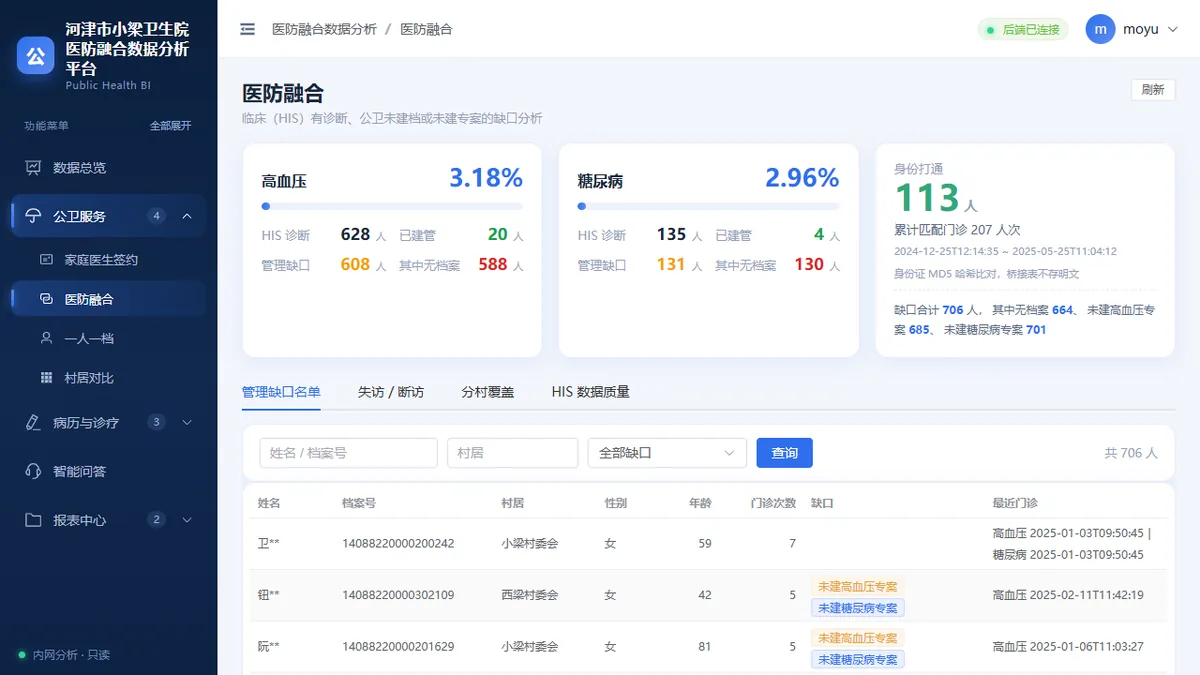 河津市小梁卫生院
医防融合数据分析
平台
Public Health BI
功能菜单 全部展开
数据总览
公卫服务 4
家庭医生签约
医防融合
一人一档
村居对比
病历与诊疗 3
智能问答
报表中心 2
内网分析 · 只读
医防融合数据分析 / 医防融合
后端已连接
m moyu
医防融合
刷新
临床（HIS）有诊断、公卫未建档或未建专案的缺口分析
高血压 3.18%
HIS 诊断 628 人 已建管 20 人
管理缺口 608 人 其中无档案 588 人
糖尿病 2.96%
HIS 诊断 135 人 已建管 4 人
管理缺口 131 人 其中无档案 130 人
身份打通
113 人
累计匹配门诊 207 人次
2024-12-25T12:14:35 ~ 2025-05-25T11:04:12
身份证 MD5 哈希比对，桥接表不存明文
缺口合计 706 人， 其中无档案 664、 未建高血压专
案 685、 未建糖尿病专案 701
管理缺口名单 失访 / 断访 分村覆盖 HIS 数据质量
姓名 / 档案号 村居 全部缺口 查询 共 706 人
姓名 档案号 村居 性别 年龄 门诊次数 缺口 最近门诊
卫** 14088220000200242 小梁村委会 女 59 7 高血压 2025-01-03T09:50:45 |
糖尿病 2025-01-03T09:50:45
钮** 14088220000302109 西梁村委会 女 42 5 未建高血压专案 高血压 2025-02-11T11:42:19
未建糖尿病专案
阮** 14088220000201629 小梁村委会 女 81 5 未建高血压专案 高血压 2025-01-06T11:03:27
未建糖尿病专案